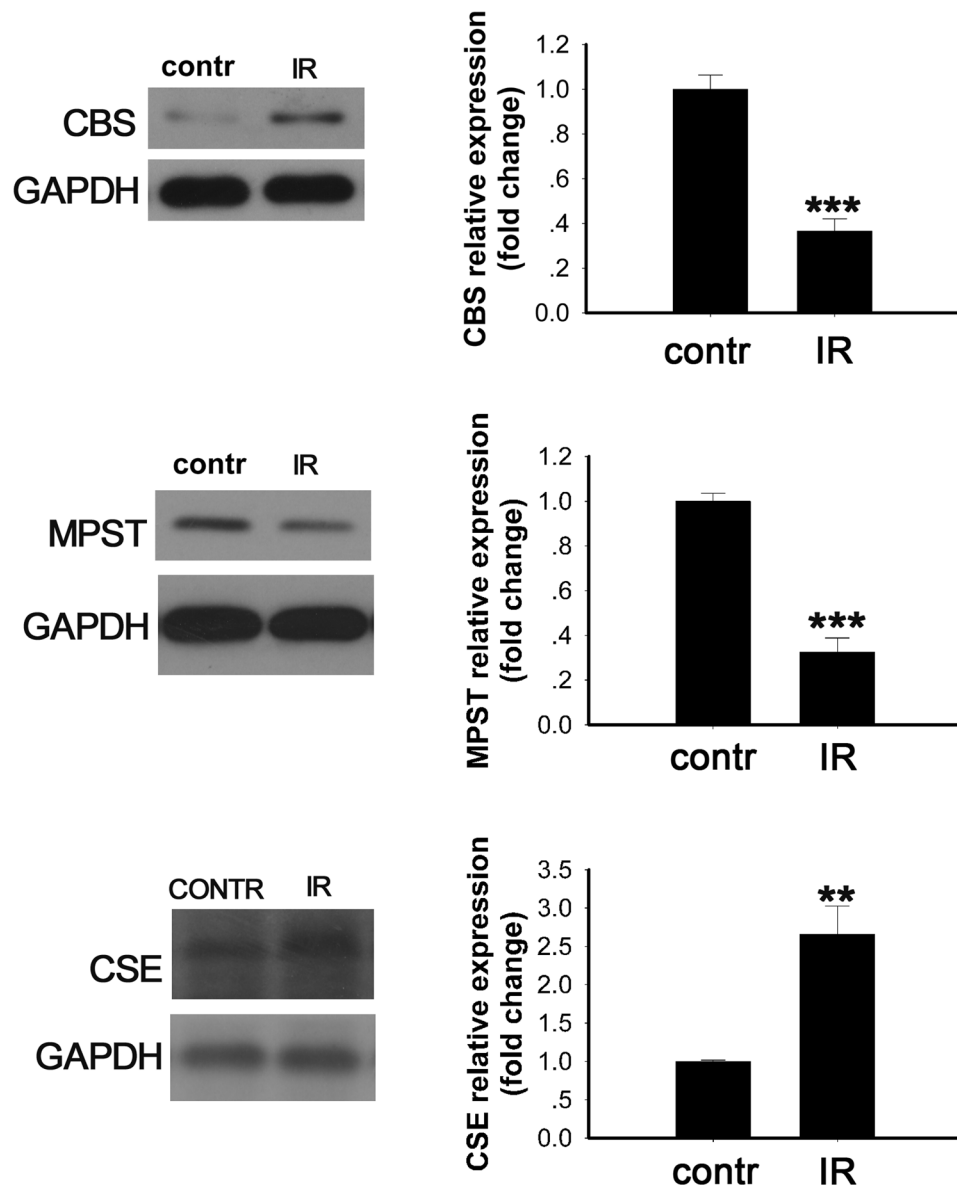 contr IR
CBS
GAPDH
CBS relative expression
(fold change)
1.2
1.0
.8
.6
.4
.2
0.0
***
contr IR
contr IR
MPST
GAPDH
MPST relative expression
(fold change)
1.2
1.0
.8
.6
.4
.2
0.0
***
contr IR
CONTR IR
CSE
GAPDH
CSE relative expression
(fold change)
3.5
3.0
2.5
2.0
1.5
1.0
.5
0.0
**
contr IR